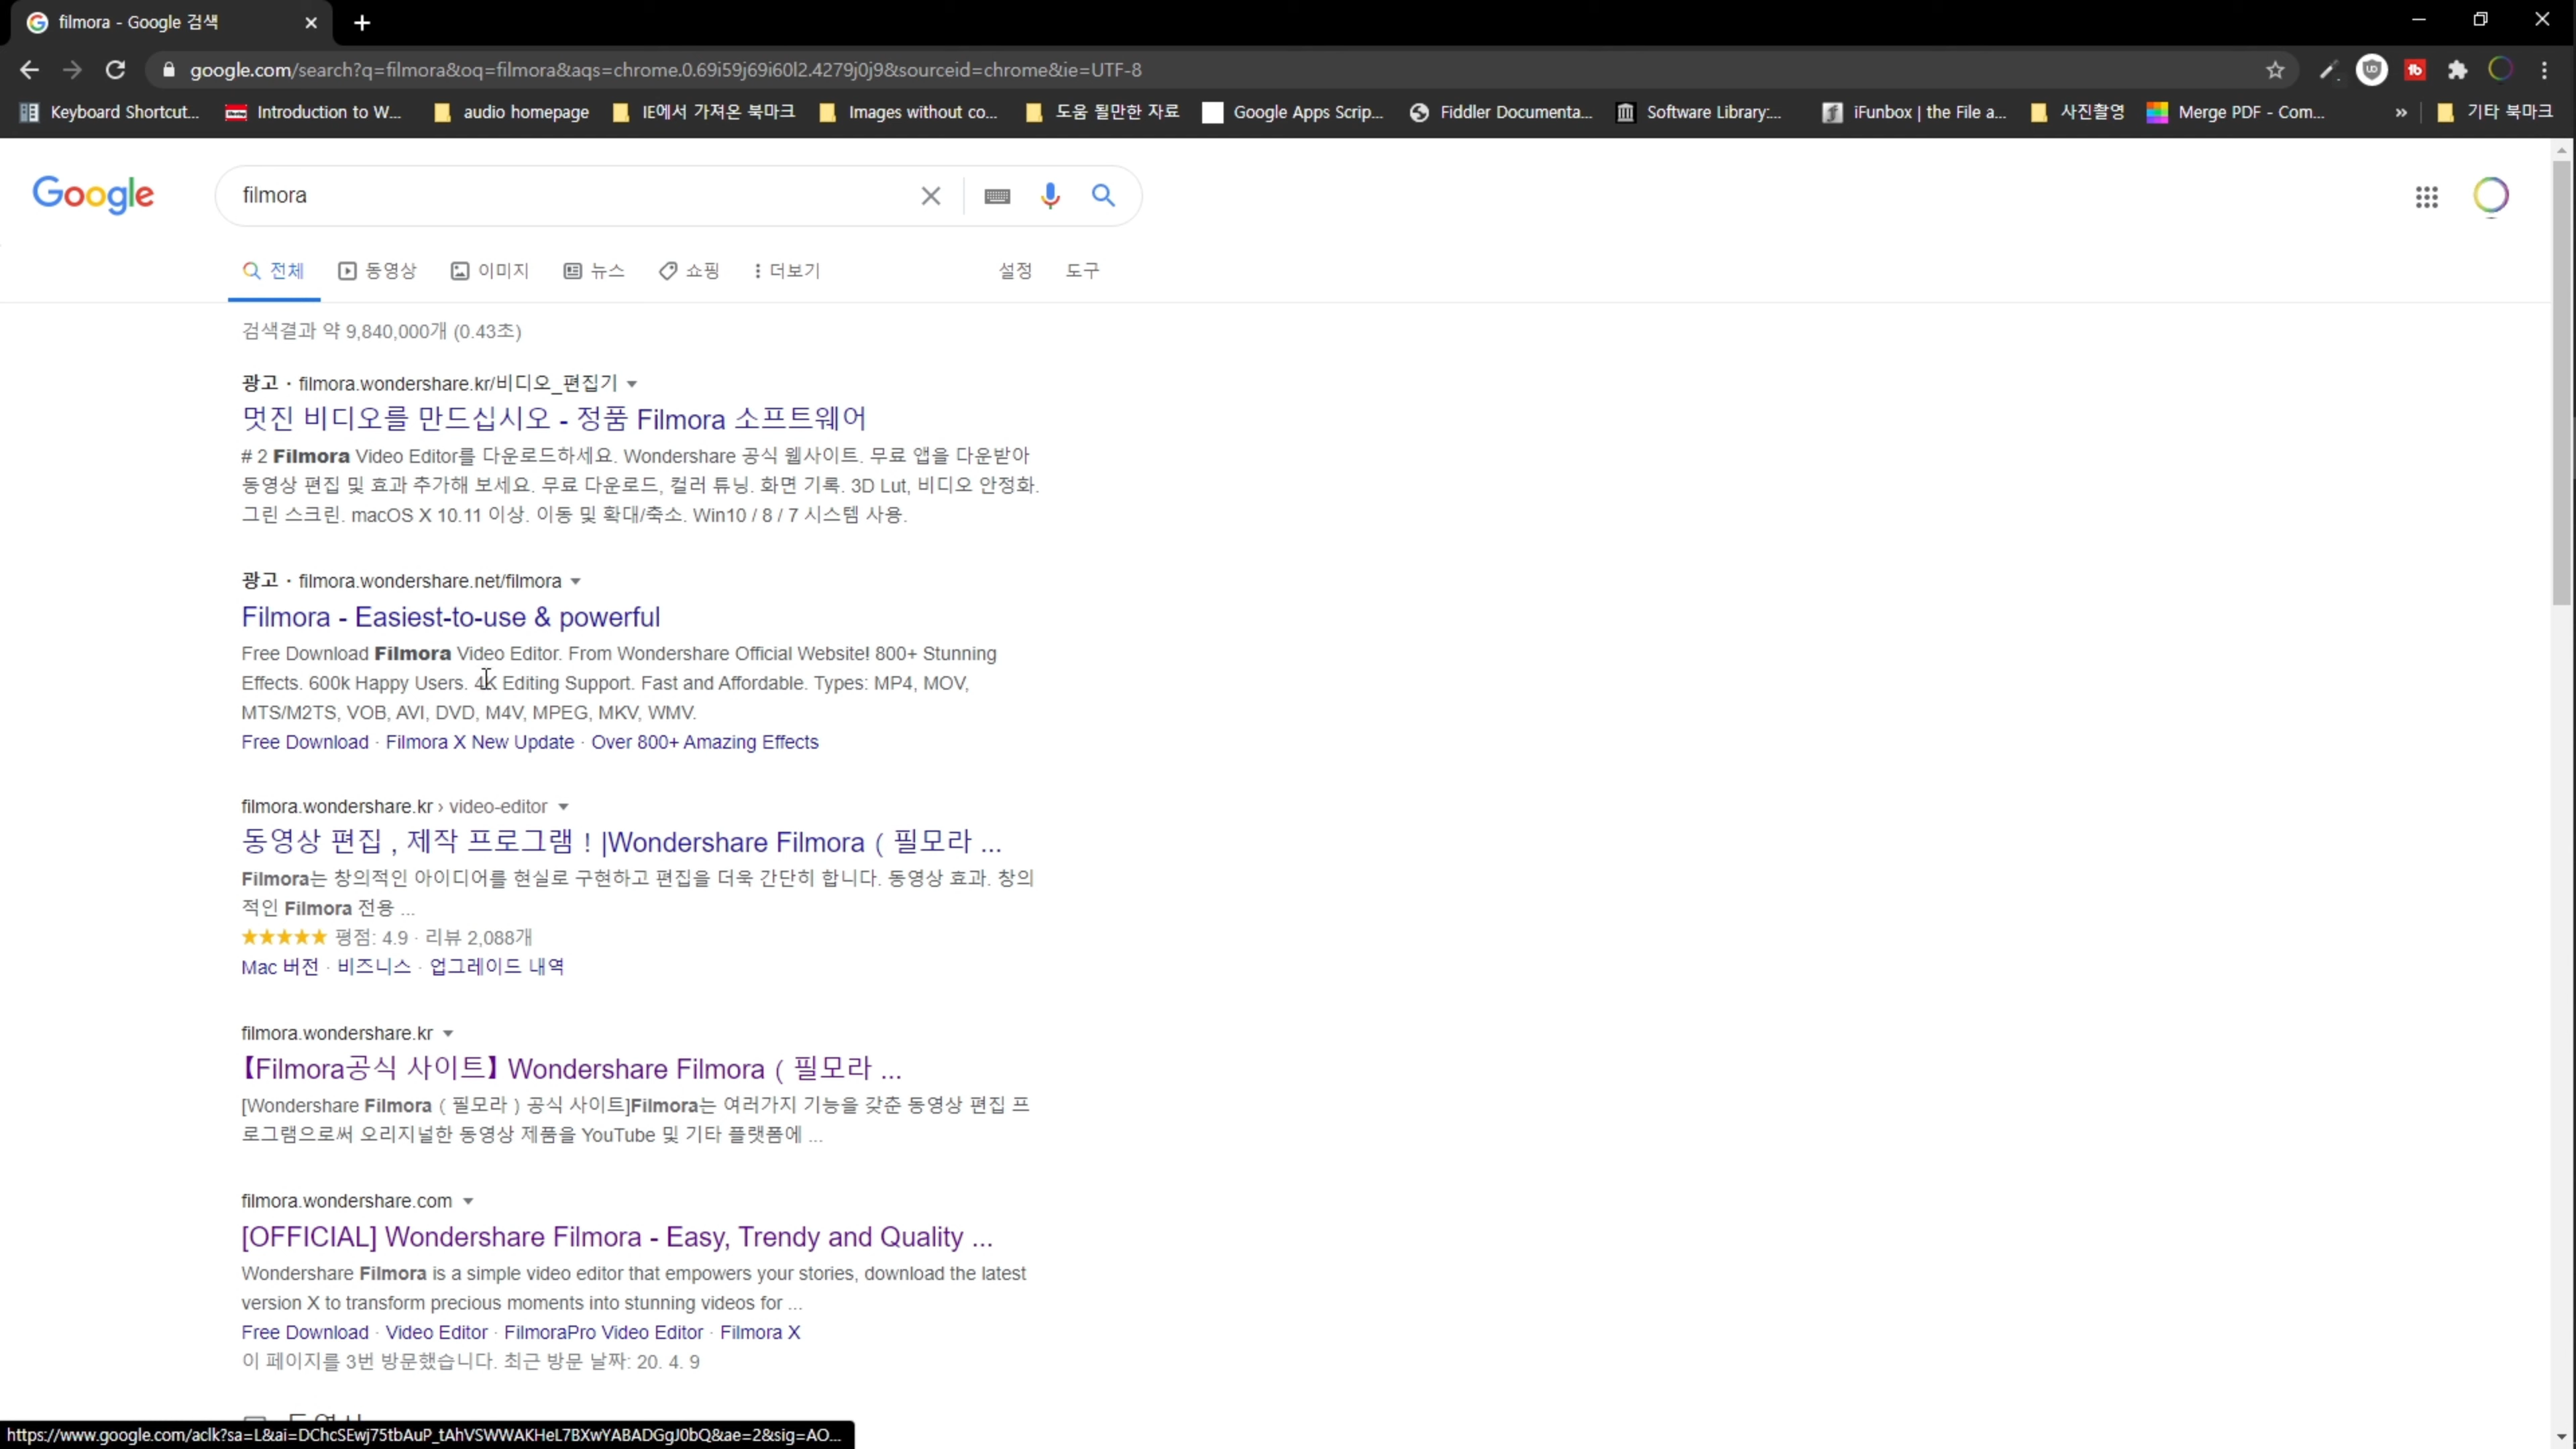 filmora - Google 검색
google.com/search?q=filmora&oq=filmora&aqs=chrome.0.69i59j69i60l2.4279j0j9&sourceid=chrome&ie=UTF-8
Keyboard Shortcut... Introduction to W... audio homepage IE에서 가져온 북마크 Images without co... 도움 될만한 자료 Google Apps Scrip... Fiddler Documenta... Software Library:... iFunbox | the File a... 사진촬영 Merge PDF - Com... » 기타 북마크
Google filmora
전체 동영상 이미지 뉴스 쇼핑 더보기 설정 도구
검색결과 약 9,840,000개 (0.43초)
광고 · filmora.wondershare.kr/비디오_편집기
멋진 비디오를 만드십시오 - 정품 Filmora 소프트웨어
# 2 Filmora Video Editor를 다운로드하세요. Wondershare 공식 웹사이트. 무료 앱을 다운받아
동영상 편집 및 효과 추가해 보세요. 무료 다운로드, 컬러 튜닝. 화면 기록. 3D Lut, 비디오 안정화.
그린 스크린. macOS X 10.11 이상. 이동 및 확대/축소. Win10 / 8 / 7 시스템 사용.
광고 · filmora.wondershare.net/filmora
Filmora - Easiest-to-use & powerful
Free Download Filmora Video Editor. From Wondershare Official Website! 800+ Stunning
Effects. 600k Happy Users. 4K Editing Support. Fast and Affordable. Types: MP4, MOV,
MTS/M2TS, VOB, AVI, DVD, M4V, MPEG, MKV, WMV.
Free Download · Filmora X New Update · Over 800+ Amazing Effects
filmora.wondershare.kr › video-editor
동영상 편집 , 제작 프로그램 ! |Wondershare Filmora ( 필모라 ...
Filmora는 창의적인 아이디어를 현실로 구현하고 편집을 더욱 간단히 합니다. 동영상 효과. 창의
적인 Filmora 전용 ...
★★★★★ 평점: 4.9 · 리뷰 2,088개
Mac 버전 · 비즈니스 · 업그레이드 내역
filmora.wondershare.kr
【Filmora공식 사이트】 Wondershare Filmora ( 필모라 ...
[Wondershare Filmora ( 필모라 ) 공식 사이트]Filmora는 여러가지 기능을 갖춘 동영상 편집 프
로그램으로써 오리지널한 동영상 제품을 YouTube 및 기타 플랫폼에 ...
filmora.wondershare.com
[OFFICIAL] Wondershare Filmora - Easy, Trendy and Quality ...
Wondershare Filmora is a simple video editor that empowers your stories, download the latest
version X to transform precious moments into stunning videos for ...
Free Download · Video Editor · FilmoraPro Video Editor · Filmora X
이 페이지를 3번 방문했습니다. 최근 방문 날짜: 20. 4. 9
https://www.google.com/aclk?sa=L&ai=DChcSEwj75tbAuP_tAhVSWWAKHeL7BXwYABADGgJ0bQ&ae=2&sig=AO...